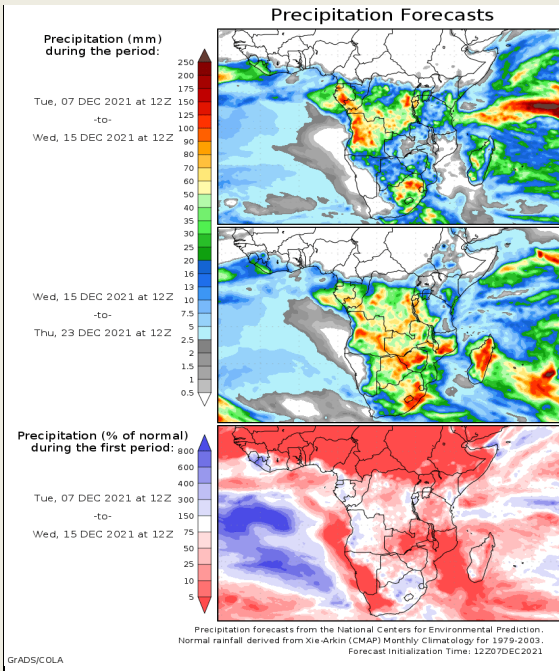 Precipitation Forecasts
Precipitation (mm)
during the period:
Tue, 07 DEC 2021 at 12Z
-to-
Wed, 15 DEC 2021 at 12Z
250
200
175
150
125
100
90
80
70
60
50
40
35
30
25
20
16
13
10
7.5
5
2.5
2
1.5
1
0.5
Wed, 15 DEC 2021 at 12Z
-to-
Thu, 23 DEC 2021 at 12Z
Precipitation (% of normal)
during the first period:
Tue, 07 DEC 2021 at 12Z
-to-
Wed, 15 DEC 2021 at 12Z
800
600
400
300
150
75
50
25
10
5
Precipitation forecasts from the National Centers for Environmental Prediction.
Normal rainfall derived from Xie-Arkin (CMAP) Monthly Climatology for 1979-2003.
Forecast Initialization Time: 12Z07DEC2021
GrADS/COLA